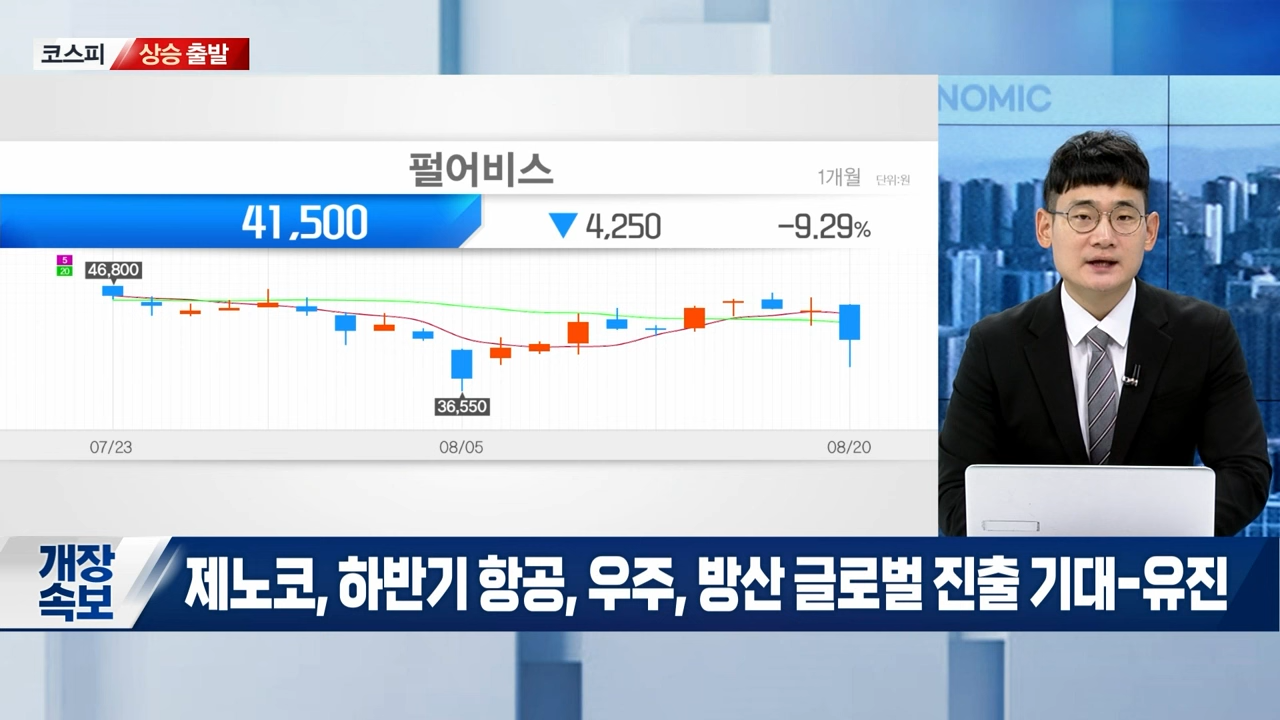 코스피 상승 출발
NOMIC
펄어비스
1개월 단위:원
41,500 ▼4,250 -9.29%
5
20
46,800
36,550
07/23 08/05 08/20
개장
속보
제노코, 하반기 항공, 우주, 방산 글로벌 진출 기대-유진